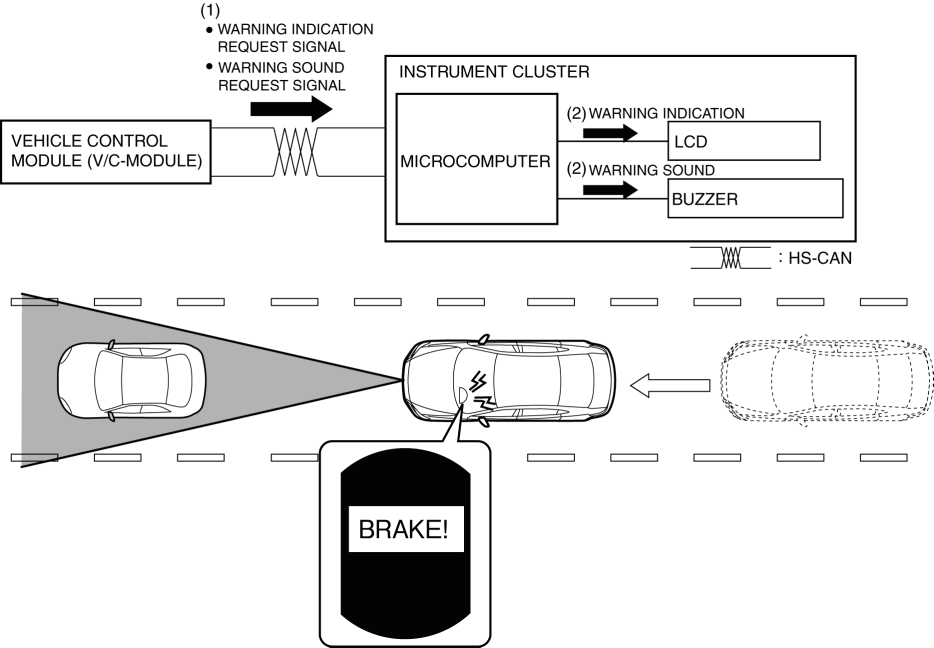 (1)
• WARNING INDICATION
REQUEST SIGNAL
• WARNING SOUND
REQUEST SIGNAL
INSTRUMENT CLUSTER
VEHICLE CONTROL
MODULE (V/C-MODULE)
MICROCOMPUTER
(2) WARNING INDICATION
LCD
(2) WARNING SOUND
BUZZER
: HS-CAN
BRAKE!